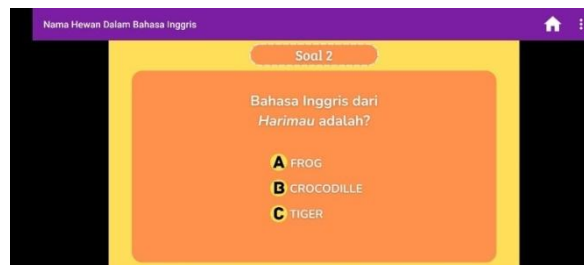 Nama Hewan Dalam Bahasa Inggris
Soal 2
Bahasa Inggris dari
Harimau adalah?
A FROG
B CROCODILLE
C TIGER